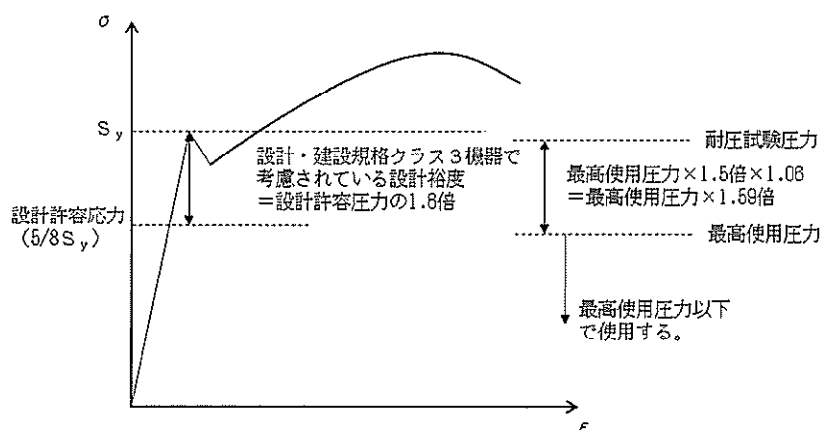 σ
Sy
設計・建設規格クラス3機器で
考慮されている設計裕度
=設計許容圧力の1.6倍
設計許容応力
(5/8Sy)
耐圧試験圧力
最高使用圧力×1.5倍×1.06
=最高使用圧力×1.59倍
最高使用圧力
最高使用圧力以下
で使用する。
ε